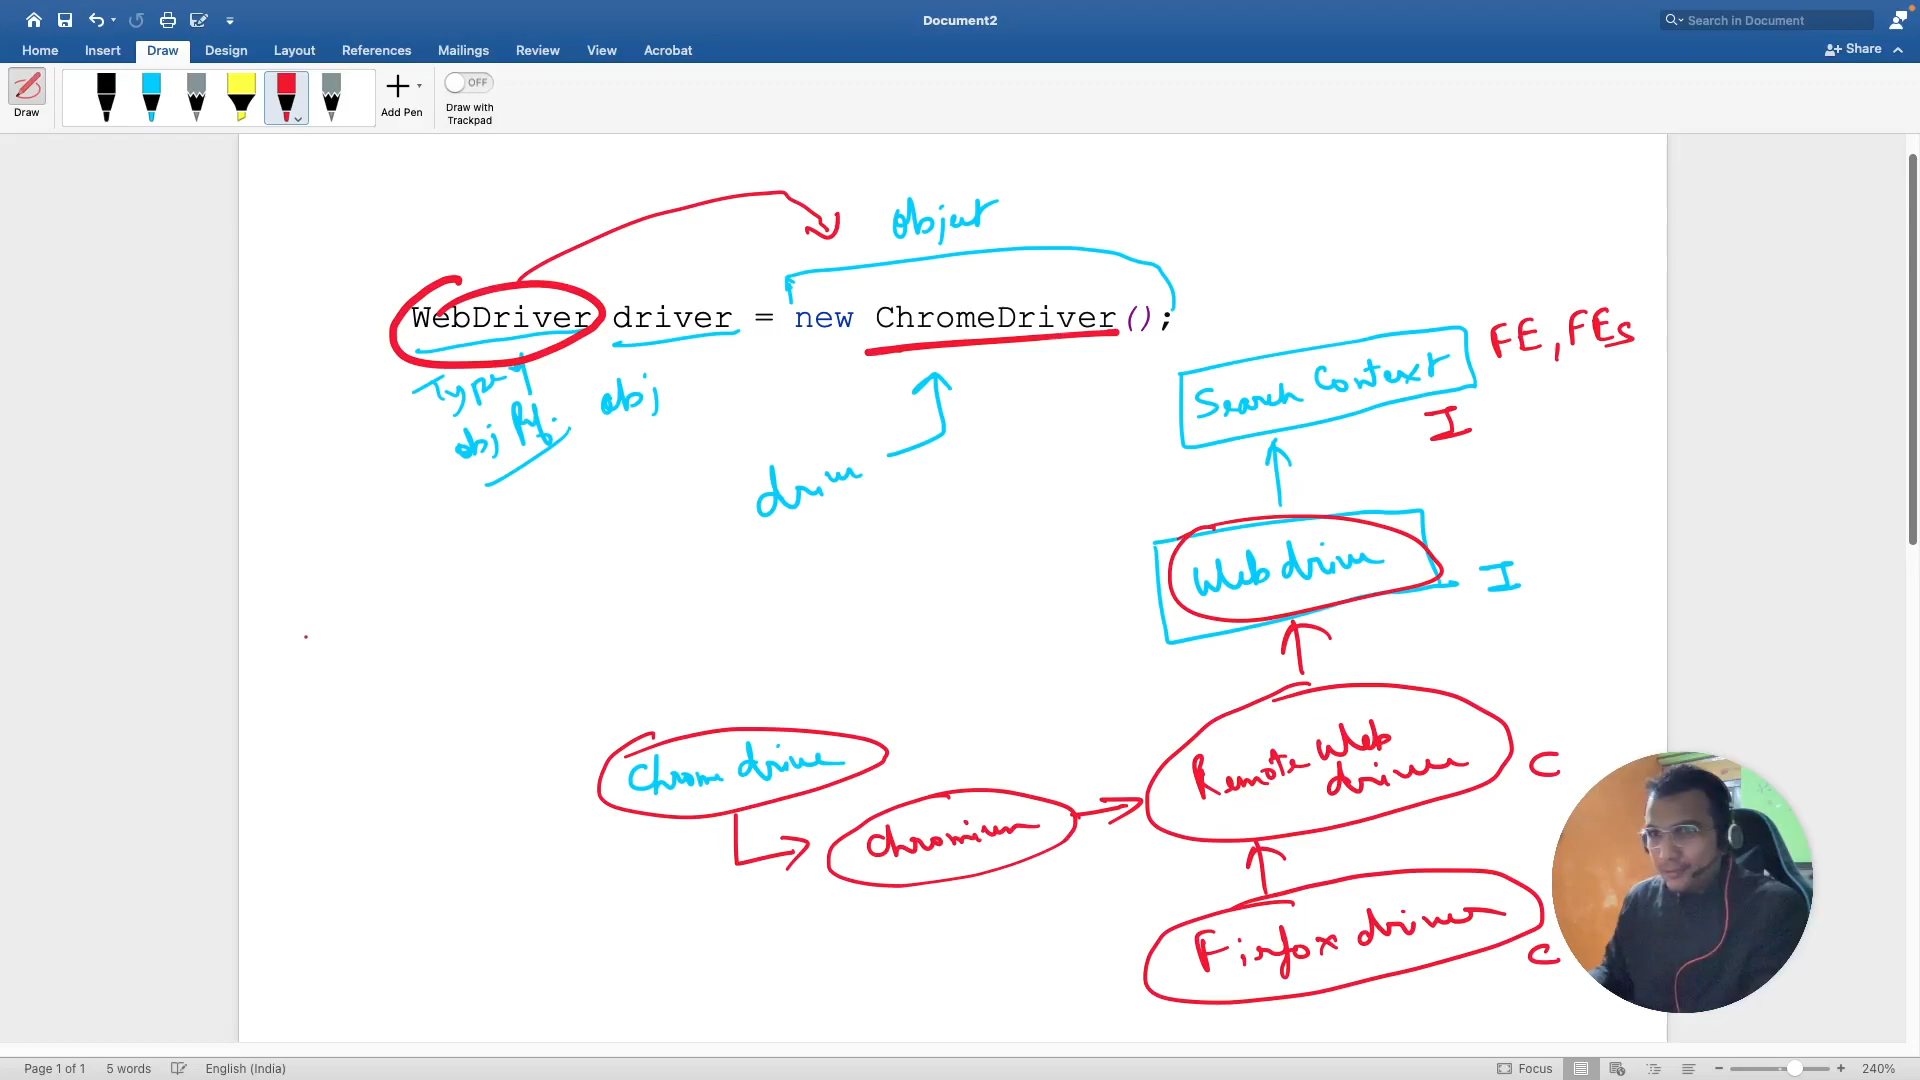 Document2
Search in Document
Home Insert Draw Design Layout References Mailings Review View Acrobat
Share
Draw
Add Pen
OFF
Draw with
Trackpad
object
WebDriver driver = new ChromeDriver();
FE, FEs
Search Context
I
Type
obj
obj Ref.
Web driver
I
Remote Web
driver
C
Chrome driver
Chromium
Firfox driver
C
Page 1 of 1 5 words English (India)
Focus
240%